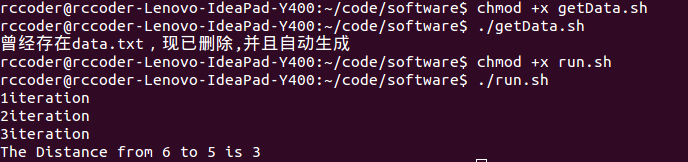 rccoder@rccoder-Lenovo-IdeaPad-Y400:~/code/software$ chmod +x getData.sh
rccoder@rccoder-Lenovo-IdeaPad-Y400:~/code/software$ ./getData.sh
曾经存在data.txt，现已删除,并且自动生成
rccoder@rccoder-Lenovo-IdeaPad-Y400:~/code/software$ chmod +x run.sh
rccoder@rccoder-Lenovo-IdeaPad-Y400:~/code/software$ ./run.sh
1iteration
2iteration
3iteration
The Distance from 6 to 5 is 3